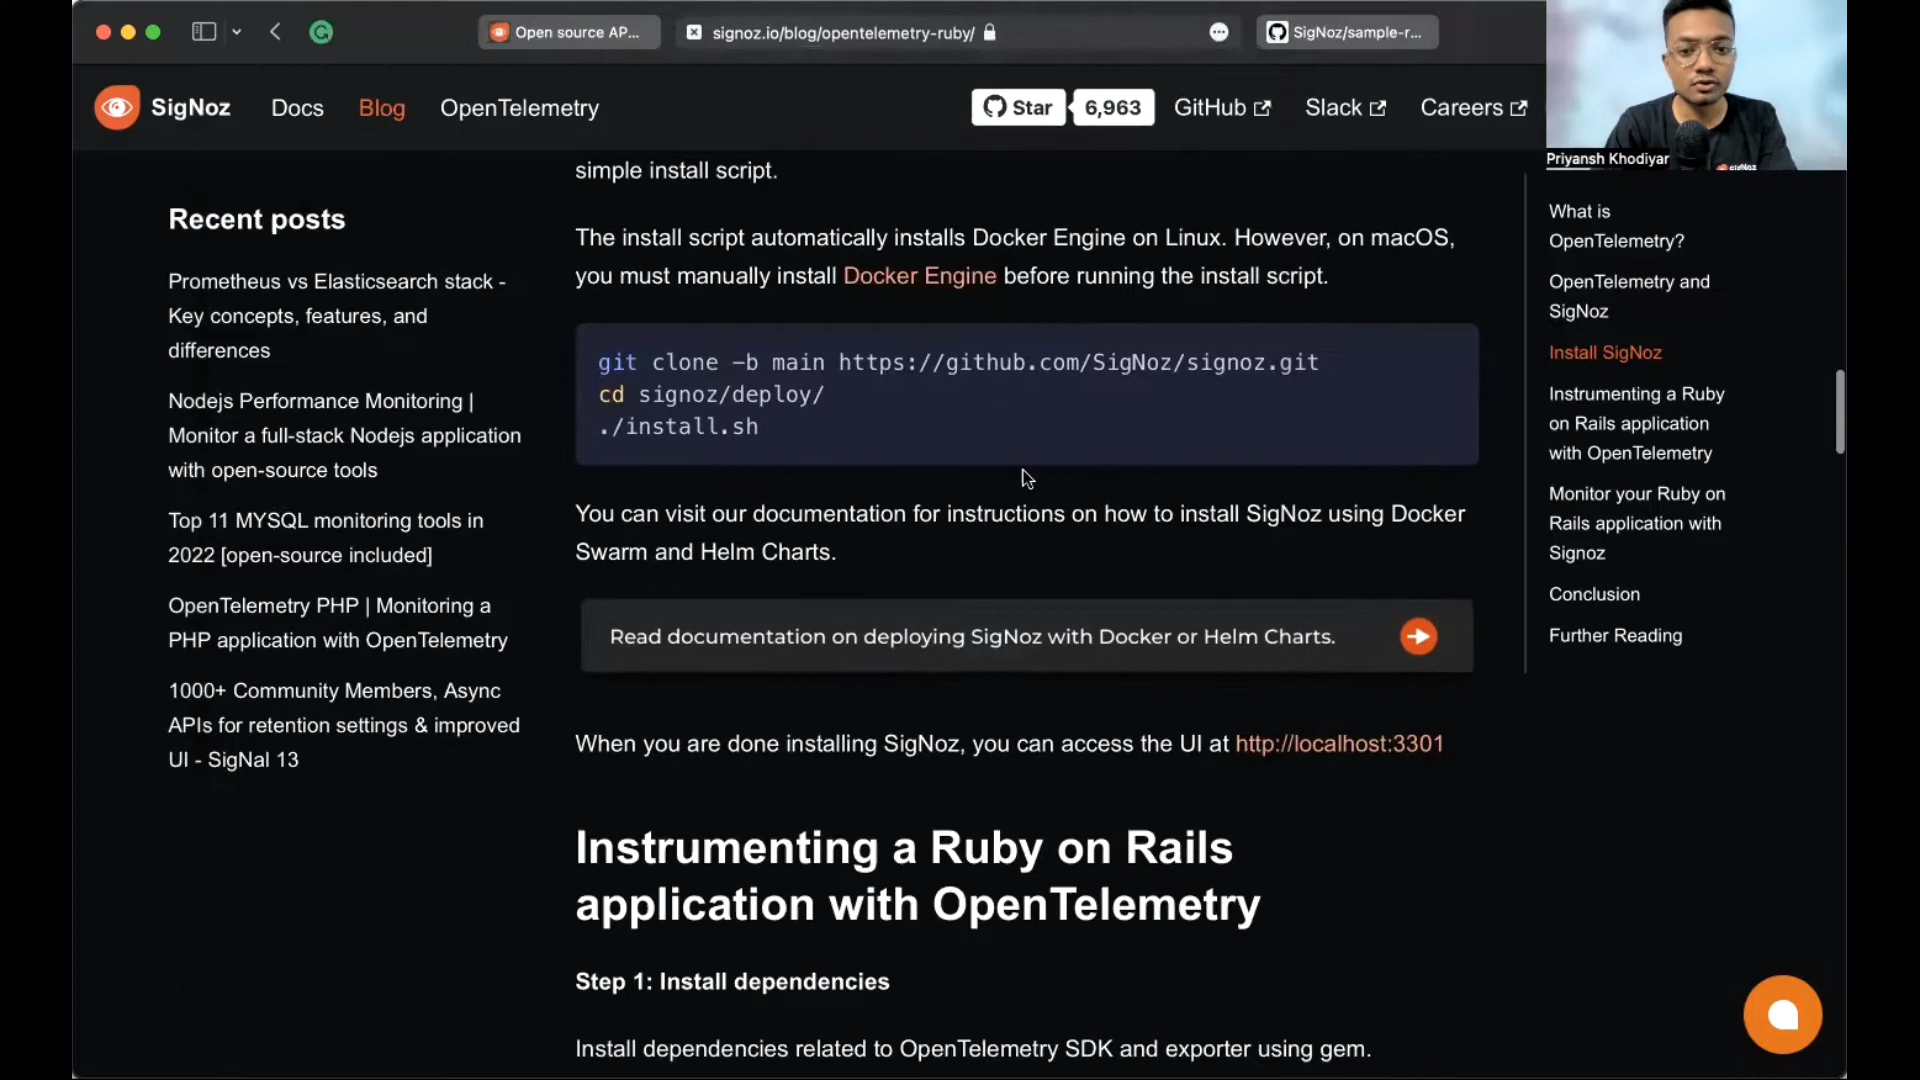 Open source AP...
signoz.io/blog/opentelemetry-ruby/
SigNoz/sample-r...
SigNoz
Docs
Blog
OpenTelemetry
Star
6,963
GitHub
Slack
Careers
Priyansh Khodiyar
SigNoz
Recent posts
Prometheus vs Elasticsearch stack -
Key concepts, features, and
differences
Nodejs Performance Monitoring |
Monitor a full-stack Nodejs application
with open-source tools
Top 11 MYSQL monitoring tools in
2022 [open-source included]
OpenTelemetry PHP | Monitoring a
PHP application with OpenTelemetry
1000+ Community Members, Async
APIs for retention settings & improved
UI - SigNal 13
simple install script.
The install script automatically installs Docker Engine on Linux. However, on macOS,
you must manually install Docker Engine before running the install script.
git clone -b main https://github.com/SigNoz/signoz.git
cd signoz/deploy/
./install.sh
You can visit our documentation for instructions on how to install SigNoz using Docker
Swarm and Helm Charts.
Read documentation on deploying SigNoz with Docker or Helm Charts.
When you are done installing SigNoz, you can access the UI at http://localhost:3301
Instrumenting a Ruby on Rails
application with OpenTelemetry
Step 1: Install dependencies
Install dependencies related to OpenTelemetry SDK and exporter using gem.
What is
OpenTelemetry?
OpenTelemetry and
SigNoz
Install SigNoz
Instrumenting a Ruby
on Rails application
with OpenTelemetry
Monitor your Ruby on
Rails application with
Signoz
Conclusion
Further Reading